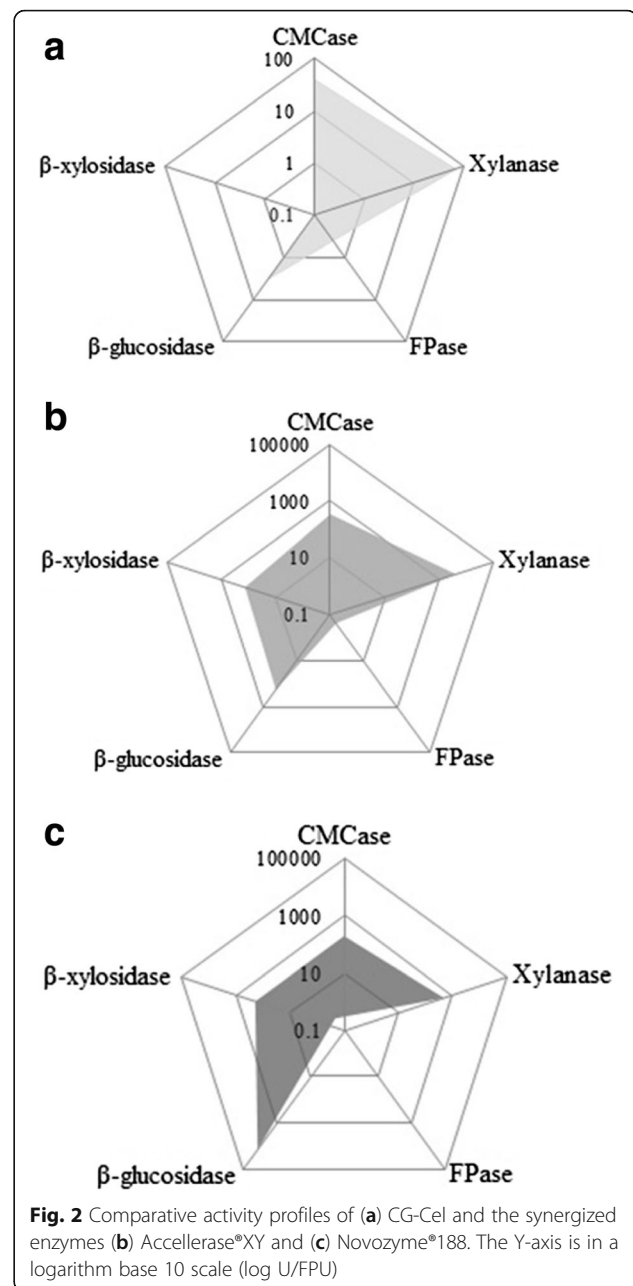 a
CMCase
100
10
1
0.1
β-xylosidase
Xylanase
β-glucosidase
FPase
b
CMCase
100000
1000
10
0.1
β-xylosidase
Xylanase
β-glucosidase
FPase
c
CMCase
100000
1000
10
0.1
β-xylosidase
Xylanase
β-glucosidase
FPase
Fig. 2 Comparative activity profiles of (a) CG-Cel and the synergized
enzymes (b) Accellerase®XY and (c) Novozyme®188. The Y-axis is in a
logarithm base 10 scale (log U/FPU)